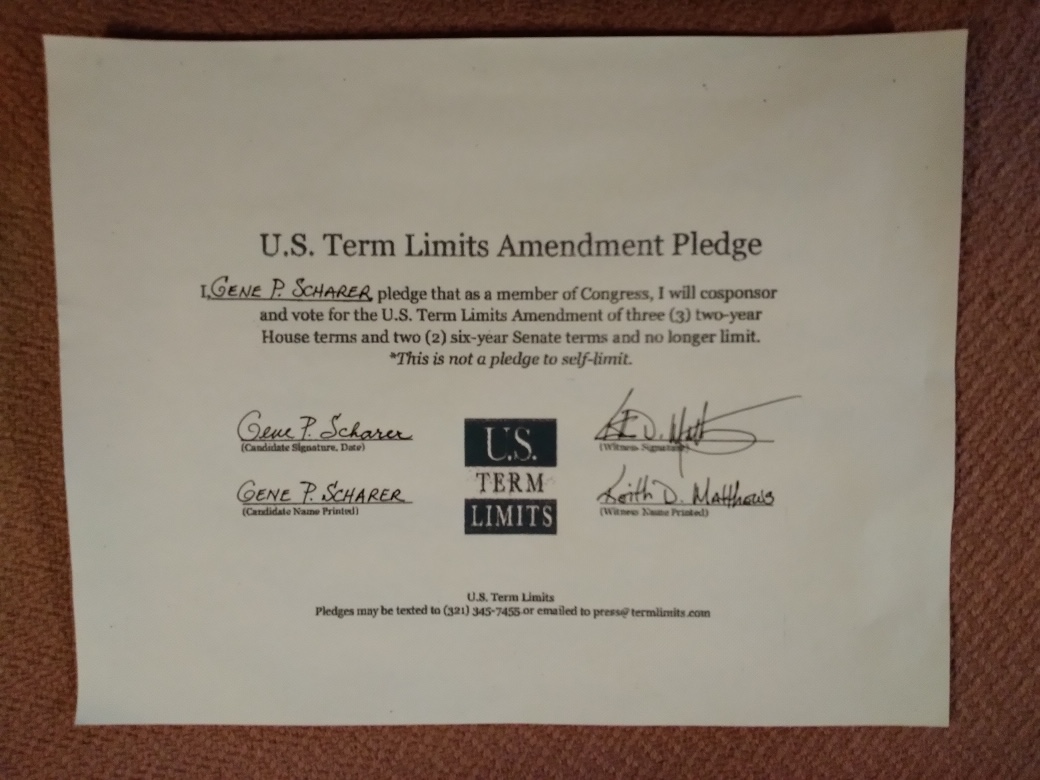 U.S. Term Limits Amendment Pledge
I, GENE P. SCHARER, pledge that as a member of Congress, I will cosponsor
and vote for the U.S. Term Limits Amendment of three (3) two-year
House terms and two (2) six-year Senate terms and no longer limit.
*This is not a pledge to self-limit.
Gene P. Scharer
(Candidate Signature, Date)
GENE P. SCHARER
(Candidate Name Printed)
U.S.
TERM
LIMITS
(Witness Signature)
Keith D. Matthews
(Witness Name Printed)
U.S. Term Limits
Pledges may be texted to (321) 345-7455 or emailed to press@termlimits.com